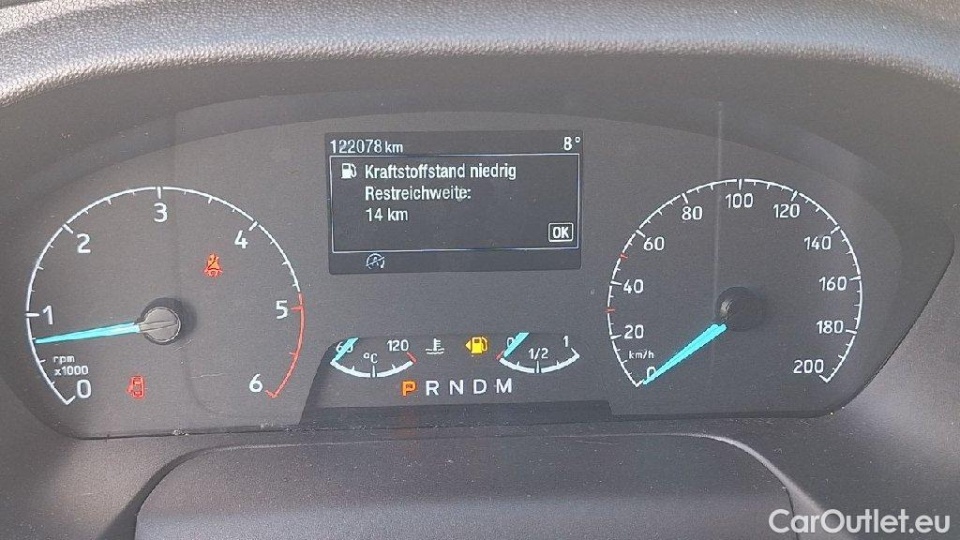 122078 km 8°
Kraftstoffstand niedrig
Restreichweite:
14 km
OK
0 1 2 3 4 5 6
rpm
x1000
60 120
°C
0 1/2 1
P R N D M
0 20 40 60 80 100 120 140 160 180 200
km/h
CarOutlet.eu